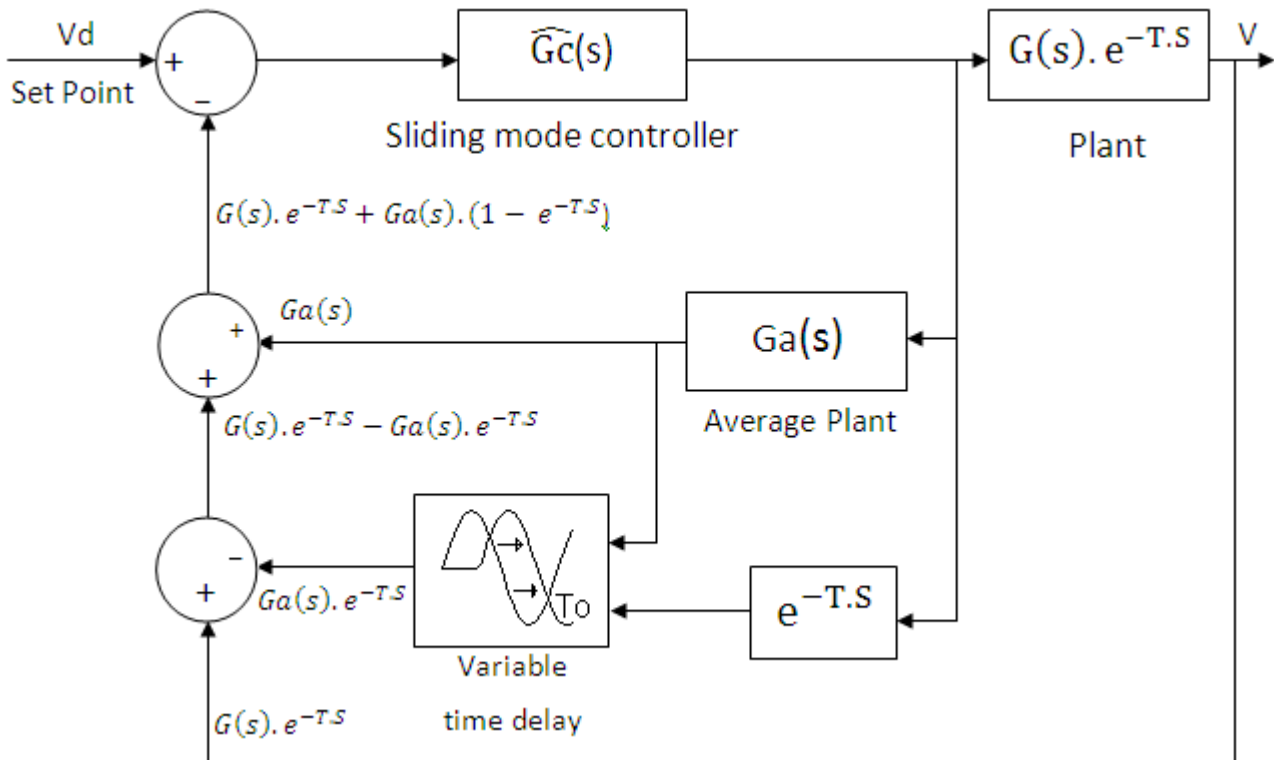 Vd
Set Point
+
−
Ĝc(s)
Sliding mode controller
G(s). e^−T.S
Plant
V
G(s). e^−T.S + Ga(s). (1 − e^−T.S)
Ga(s)
+
+
Ga(s)
Average Plant
G(s). e^−T.S − Ga(s). e^−T.S
−
+
Ga(s). e^−T.S
To
Variable
time delay
e^−T.S
G(s). e^−T.S